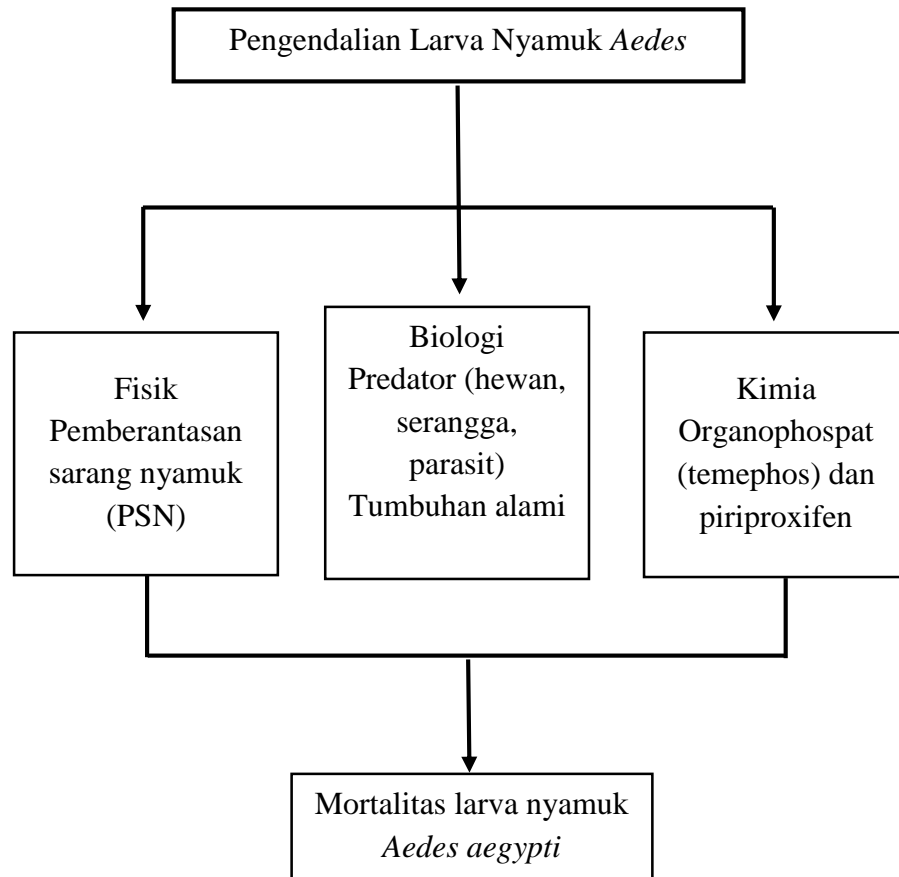 Pengendalian Larva Nyamuk Aedes
Fisik
Pemberantasan
sarang nyamuk
(PSN)
Biologi
Predator (hewan,
serangga,
parasit)
Tumbuhan alami
Kimia
Organophospat
(temephos) dan
piriproxifen
Mortalitas larva nyamuk
Aedes aegypti